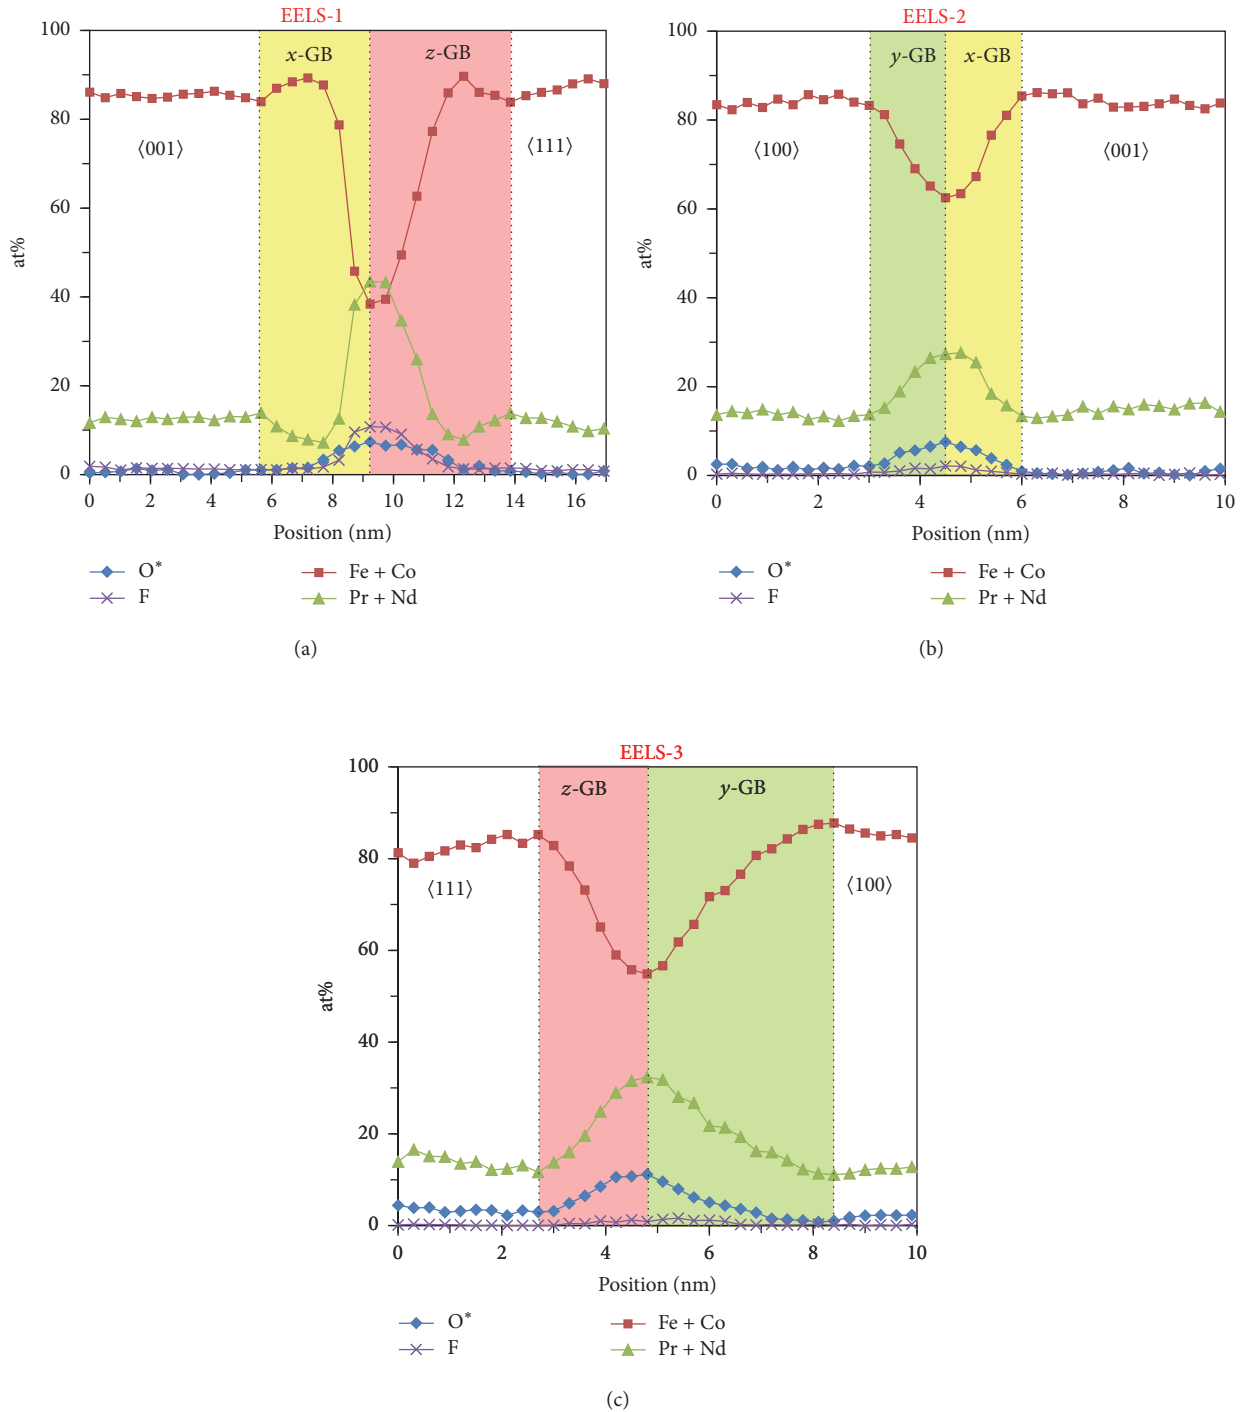 EELS-1
x-GB z-GB
⟨001⟩ ⟨111⟩
100
80
60
40
20
0
at%
0 2 4 6 8 10 12 14 16
Position (nm)
O* Fe + Co
F Pr + Nd
(a)
EELS-2
y-GB x-GB
⟨100⟩ ⟨001⟩
100
80
60
40
20
0
at%
0 2 4 6 8 10
Position (nm)
O* Fe + Co
F Pr + Nd
(b)
EELS-3
z-GB y-GB
⟨111⟩ ⟨100⟩
100
80
60
40
20
0
at%
0 2 4 6 8 10
Position (nm)
O* Fe + Co
F Pr + Nd
(c)